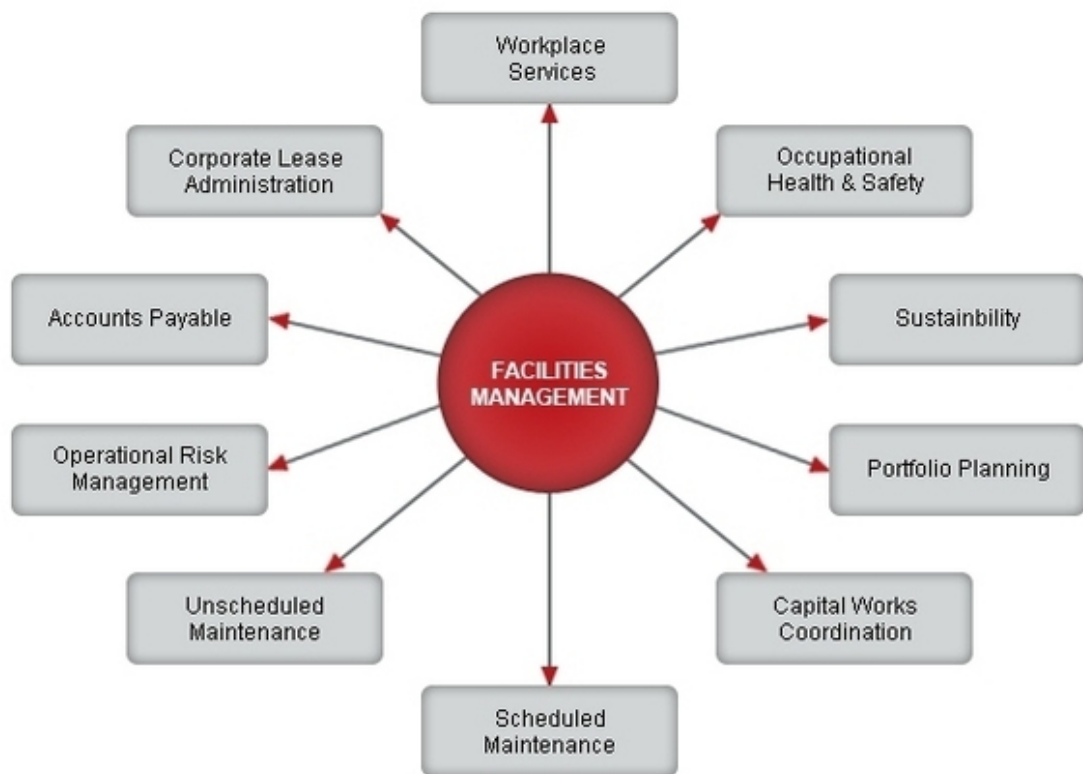 Workplace
Services
Corporate Lease
Administration
Occupational
Health & Safety
Accounts Payable
Sustainbility
FACILITIES
MANAGEMENT
Operational Risk
Management
Portfolio Planning
Unscheduled
Maintenance
Capital Works
Coordination
Scheduled
Maintenance